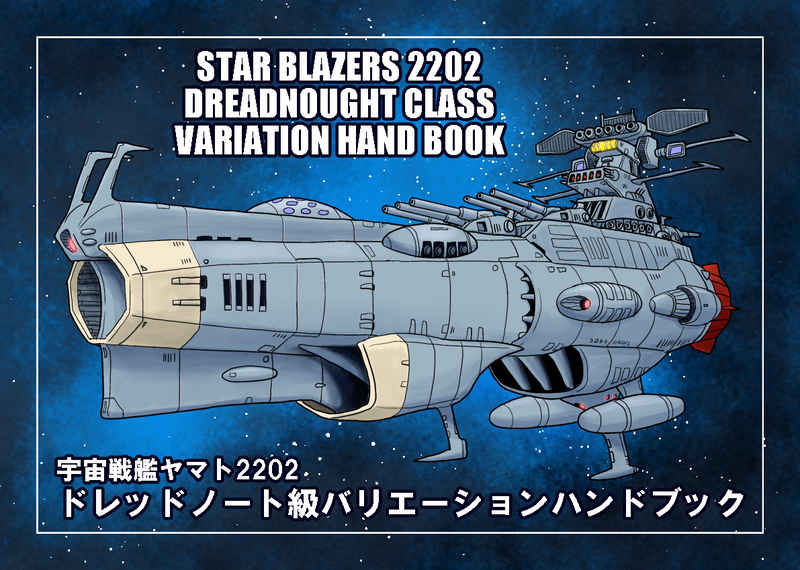 STAR BLAZERS 2202
DREADNOUGHT CLASS
VARIATION HAND BOOK
宇宙戦艦ヤマト2202
ドレッドノート級バリエーションハンドブック